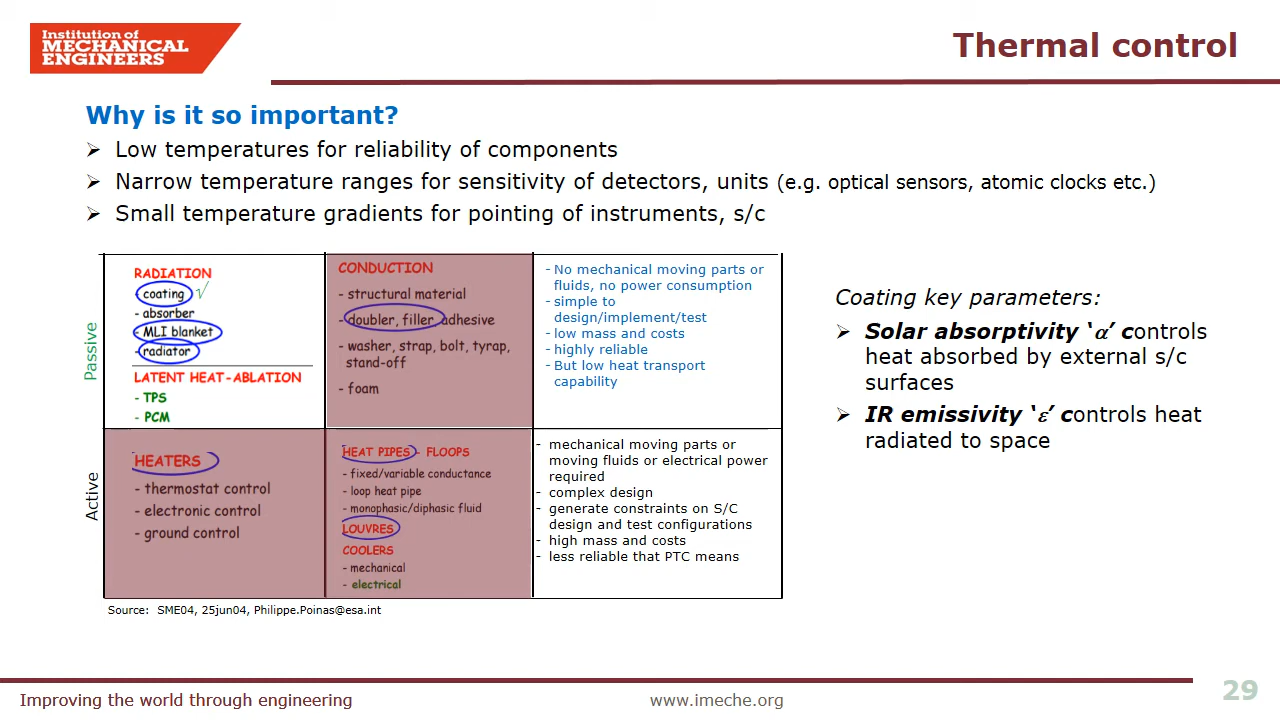 Institution of
MECHANICAL
ENGINEERS
Thermal control
Why is it so important?
➢ Low temperatures for reliability of components
➢ Narrow temperature ranges for sensitivity of detectors, units (e.g. optical sensors, atomic clocks etc.)
➢ Small temperature gradients for pointing of instruments, s/c
Passive
RADIATION
- coating √
- absorber
- MLI blanket
- radiator
LATENT HEAT-ABLATION
- TPS
- PCM
CONDUCTION
- structural material
- doubler, filler, adhesive
- washer, strap, bolt, tyrap,
stand-off
- foam
- No mechanical moving parts or
fluids, no power consumption
- simple to
design/implement/test
- low mass and costs
- highly reliable
- But low heat transport
capability
Active
HEATERS
- thermostat control
- electronic control
- ground control
HEAT PIPES - FLOOPS
- fixed/variable conductance
- loop heat pipe
- monophasic/diphasic fluid
LOUVRES
COOLERS
- mechanical
- electrical
- mechanical moving parts or
moving fluids or electrical power
required
- complex design
- generate constraints on S/C
design and test configurations
- high mass and costs
- less reliable that PTC means
Source: SME04, 25jun04, Philippe.Poinas@esa.int
Coating key parameters:
➢ Solar absorptivity ‘α’ controls
heat absorbed by external s/c
surfaces
➢ IR emissivity ‘ε’ controls heat
radiated to space
Improving the world through engineering
www.imeche.org
29